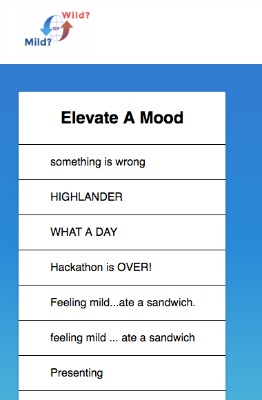 Wild?
or
Mild?
Elevate A Mood
something is wrong
HIGHLANDER
WHAT A DAY
Hackathon is OVER!
Feeling mild...ate a sandwich.
feeling mild ... ate a sandwich
Presenting